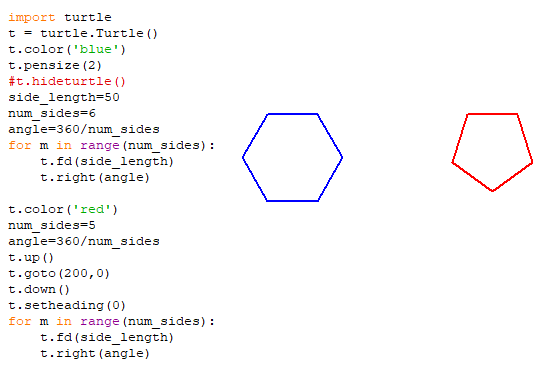 import turtle
t = turtle.Turtle()
t.color('blue')
t.pensize(2)
#t.hideturtle()
side_length=50
num_sides=6
angle=360/num_sides
for m in range(num_sides):
    t.fd(side_length)
    t.right(angle)

t.color('red')
num_sides=5
angle=360/num_sides
t.up()
t.goto(200,0)
t.down()
t.setheading(0)
for m in range(num_sides):
    t.fd(side_length)
    t.right(angle)